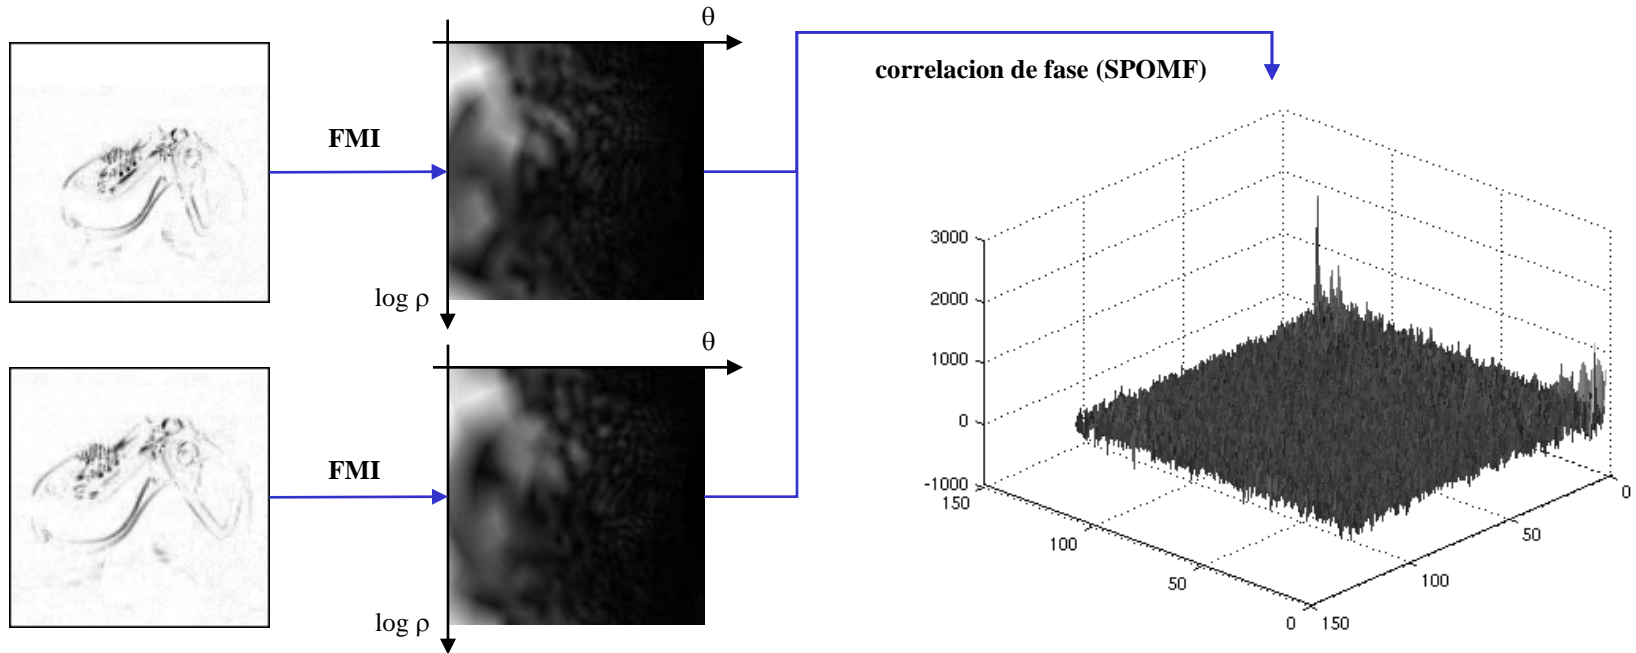 θ
correlacion de fase (SPOMF)
FMI
log ρ
θ
FMI
log ρ
3000
2000
1000
0
-1000
150
100
50
0
150
100
50
0